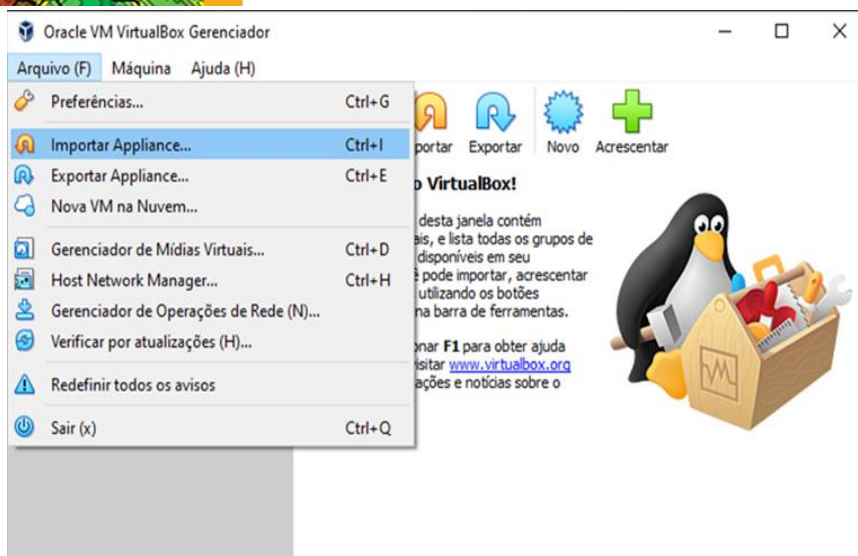 Oracle VM VirtualBox Gerenciador
Arquivo (F) Máquina Ajuda (H)
Preferências... Ctrl+G
Importar Appliance... Ctrl+I
Exportar Appliance... Ctrl+E
Nova VM na Nuvem...
Gerenciador de Mídias Virtuais... Ctrl+D
Host Network Manager... Ctrl+H
Gerenciador de Operações de Rede (N)...
Verificar por atualizações (H)...
Redefinir todos os avisos
Sair (x) Ctrl+Q
portar Exportar Novo Acrescentar
o VirtualBox!
desta janela contém
ais, e lista todas os grupos de
disponíveis em seu
ê pode importar, acrescentar
utilizando os botões
na barra de ferramentas.
onar F1 para obter ajuda
isitar www.virtualbox.org
ações e notícias sobre o